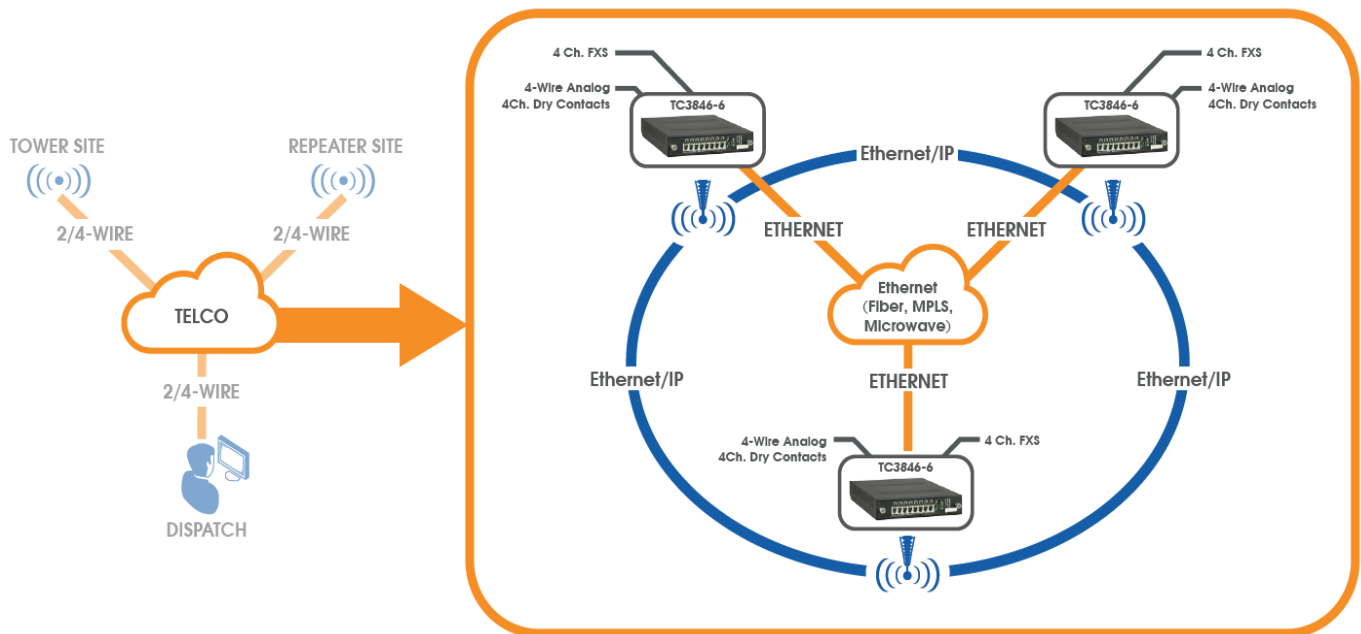 TOWER SITE
REPEATER SITE
2/4-WIRE
2/4-WIRE
TELCO
2/4-WIRE
DISPATCH
4 Ch. FXS
4-Wire Analog
4Ch. Dry Contacts
TC3846-6
4 Ch. FXS
4-Wire Analog
4Ch. Dry Contacts
TC3846-6
Ethernet/IP
ETHERNET
ETHERNET
Ethernet
(Fiber, MPLS,
Microwave)
Ethernet/IP
ETHERNET
Ethernet/IP
4-Wire Analog
4Ch. Dry Contacts
4 Ch. FXS
TC3846-6